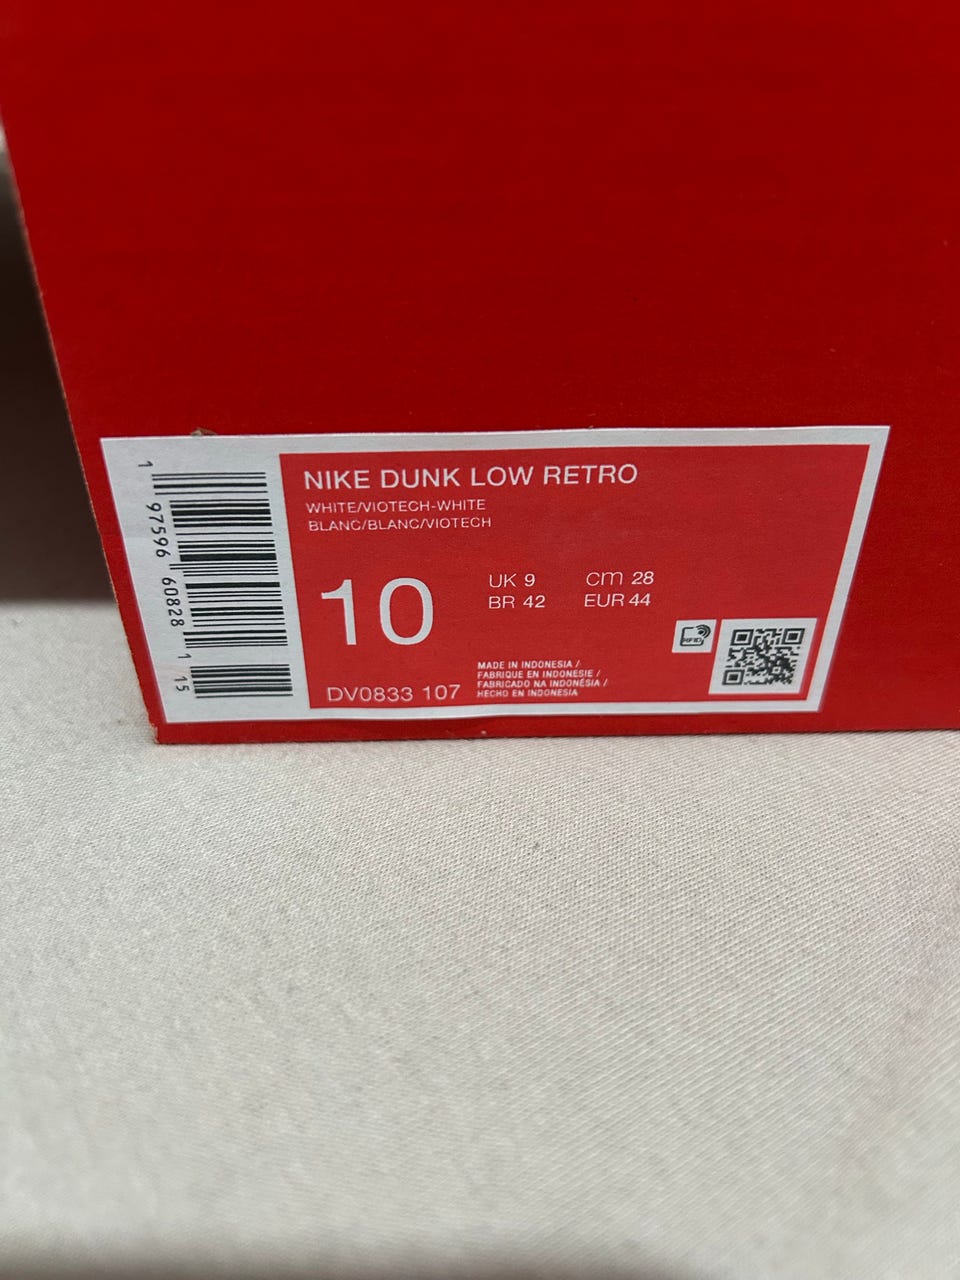 NIKE DUNK LOW RETRO
WHITE/VIOTECH-WHITE
BLANC/BLANC/VIOTECH
10
UK 9 cm 28
BR 42 EUR 44
RFID
DV0833 107
MADE IN INDONESIA /
FABRIQUE EN INDONESIE /
FABRICADO NA INDONÉSIA /
HECHO EN INDONESIA
1 97596 60828 1 15